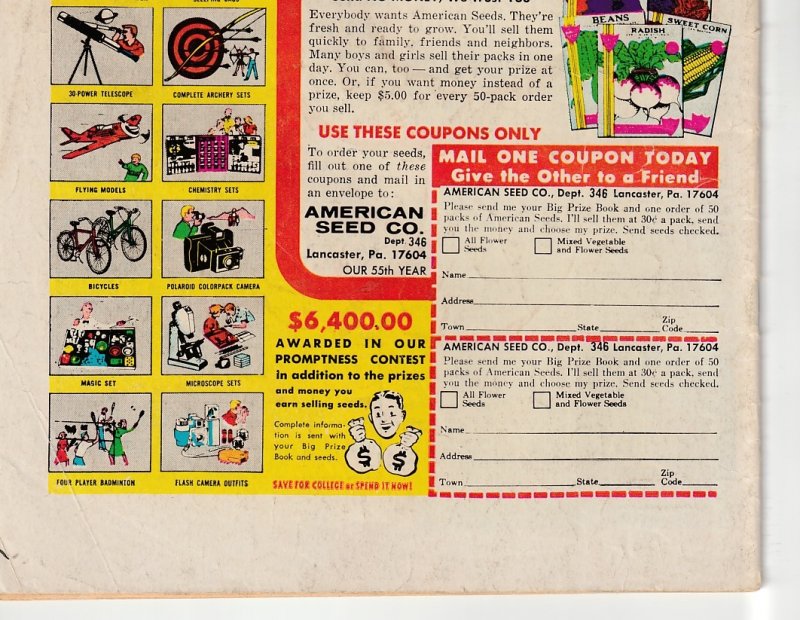 Everybody wants American Seeds. They're
fresh and ready to grow. You'll sell them
quickly to family, friends and neighbors.
Many boys and girls sell their packs in one
day. You can, too — and get your prize at
once. Or, if you want money instead of a
prize, keep $5.00 for every 50-pack order
you sell.
BEANS
RADISH
SWEET CORN
USE THESE COUPONS ONLY
To order your seeds,
fill out one of these
coupons and mail in
an envelope to:
AMERICAN
SEED CO.
Dept. 346
Lancaster, Pa. 17604
OUR 55th YEAR
30-POWER TELESCOPE
COMPLETE ARCHERY SETS
FLYING MODELS
CHEMISTRY SETS
BICYCLES
POLAROID COLORPACK CAMERA
MAGIC SET
MICROSCOPE SETS
FOUR PLAYER BADMINTON
FLASH CAMERA OUTFITS
$6,400.00
AWARDED IN OUR
PROMPTNESS CONTEST
in addition to the prizes
and money you
earn selling seeds.
Complete informa-
tion is sent with
your Big Prize
Book and seeds.
$ $
SAVE FOR COLLEGE or SPEND IT NOW!
MAIL ONE COUPON TODAY
Give the Other to a Friend
AMERICAN SEED CO., Dept. 346 Lancaster, Pa. 17604
Please send me your Big Prize Book and one order of 50
packs of American Seeds. I'll sell them at 30¢ a pack, send
you the money and choose my prize. Send seeds checked.
All Flower
Seeds
Mixed Vegetable
and Flower Seeds
Name
Address
Town State Zip Code
AMERICAN SEED CO., Dept. 346 Lancaster, Pa. 17604
Please send me your Big Prize Book and one order of 50
packs of American Seeds. I'll sell them at 30¢ a pack, send
you the money and choose my prize. Send seeds checked.
All Flower
Seeds
Mixed Vegetable
and Flower Seeds
Name
Address
Town State Zip Code